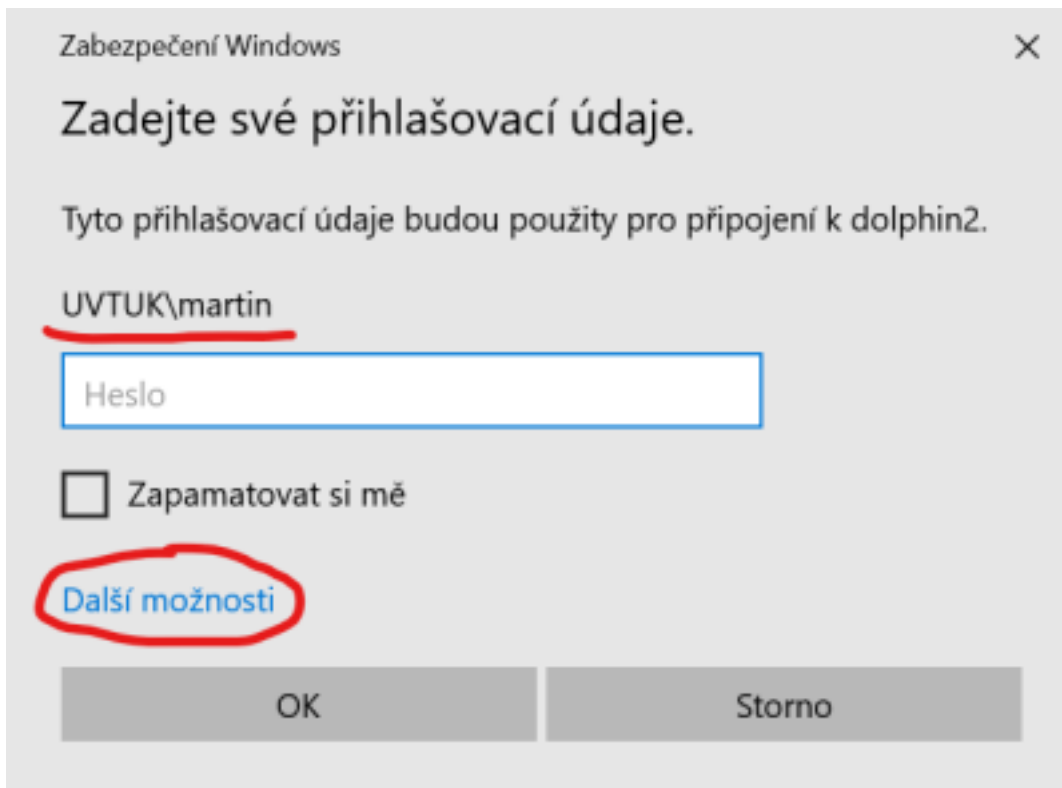 Zabezpečení Windows
Zadejte své přihlašovací údaje.
Tyto přihlašovací údaje budou použity pro připojení k dolphin2.
UVTUK\martin
Heslo
Zapamatovat si mě
Další možnosti
OK
Storno